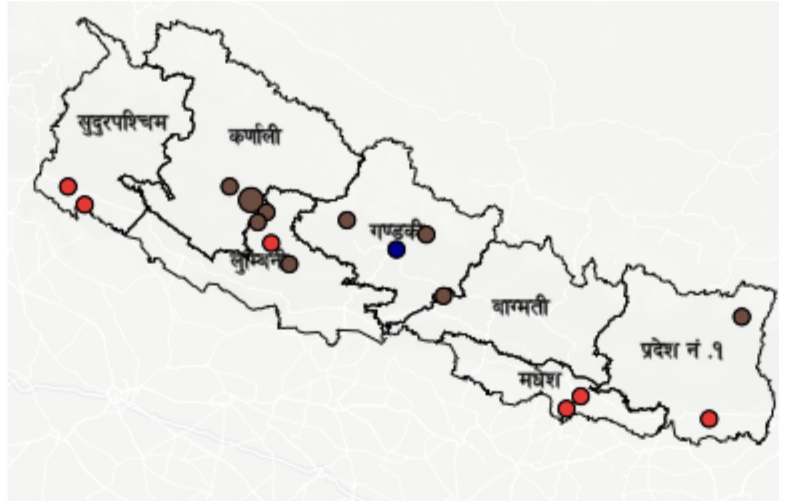 सुदुरपश्चिम
कर्णाली
गण्डकी
लुम्बिनी
बाग्मती
प्रदेश नं .१
मधेश